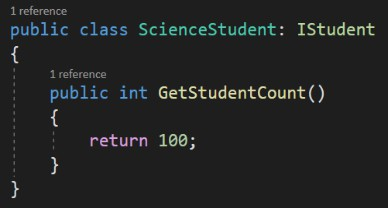 1 reference
public class ScienceStudent: IStudent
{
1 reference
public int GetStudentCount()
{
return 100;
}
}